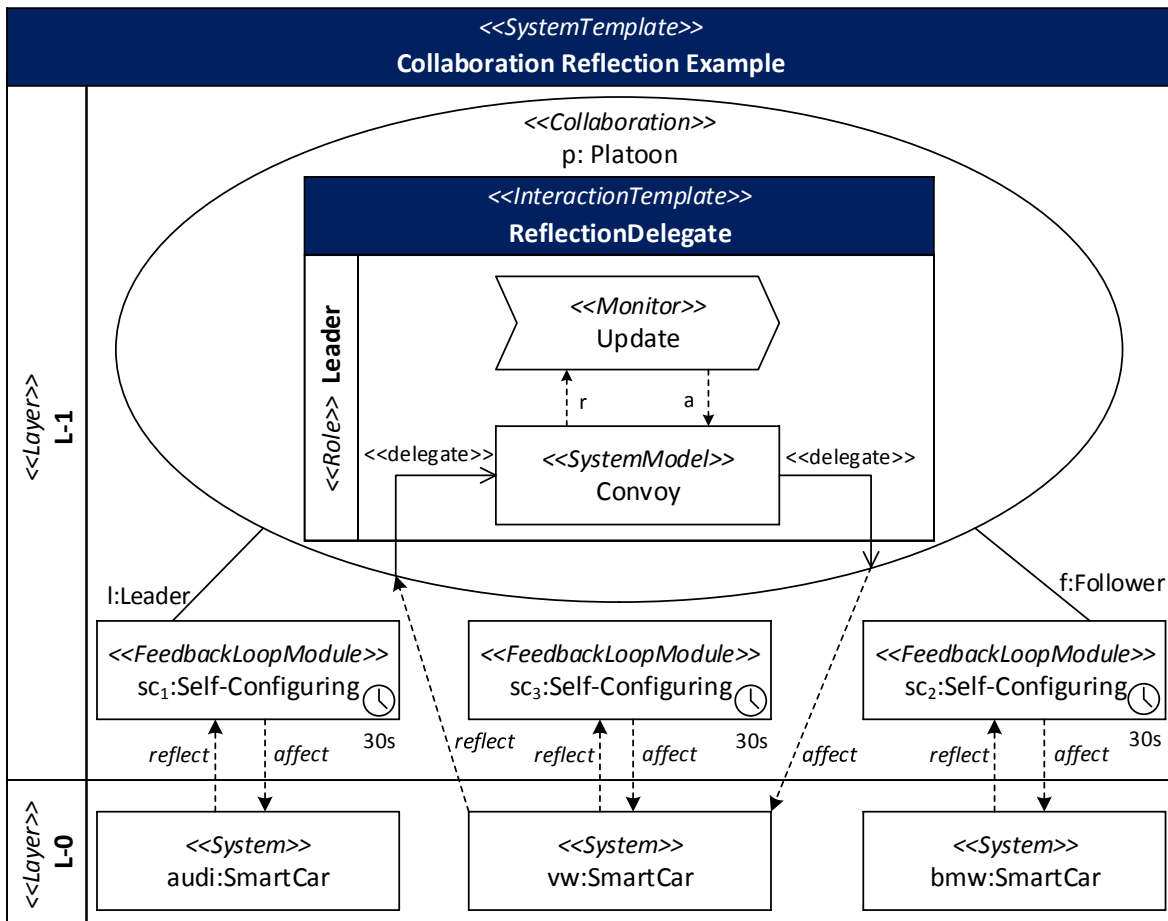 <<SystemTemplate>>
Collaboration Reflection Example
<<Layer>>
L-1
<<Collaboration>>
p: Platoon
<<InteractionTemplate>>
ReflectionDelegate
<<Role>> Leader
<<Monitor>>
Update
r
a
<<delegate>>
<<SystemModel>>
Convoy
<<delegate>>
l:Leader
f:Follower
<<FeedbackLoopModule>>
sc1:Self-Configuring
30s
<<FeedbackLoopModule>>
sc3:Self-Configuring
30s
<<FeedbackLoopModule>>
sc2:Self-Configuring
30s
reflect
affect
reflect
reflect
affect
affect
reflect
affect
<<Layer>>
L-0
<<System>>
audi:SmartCar
<<System>>
vw:SmartCar
<<System>>
bmw:SmartCar